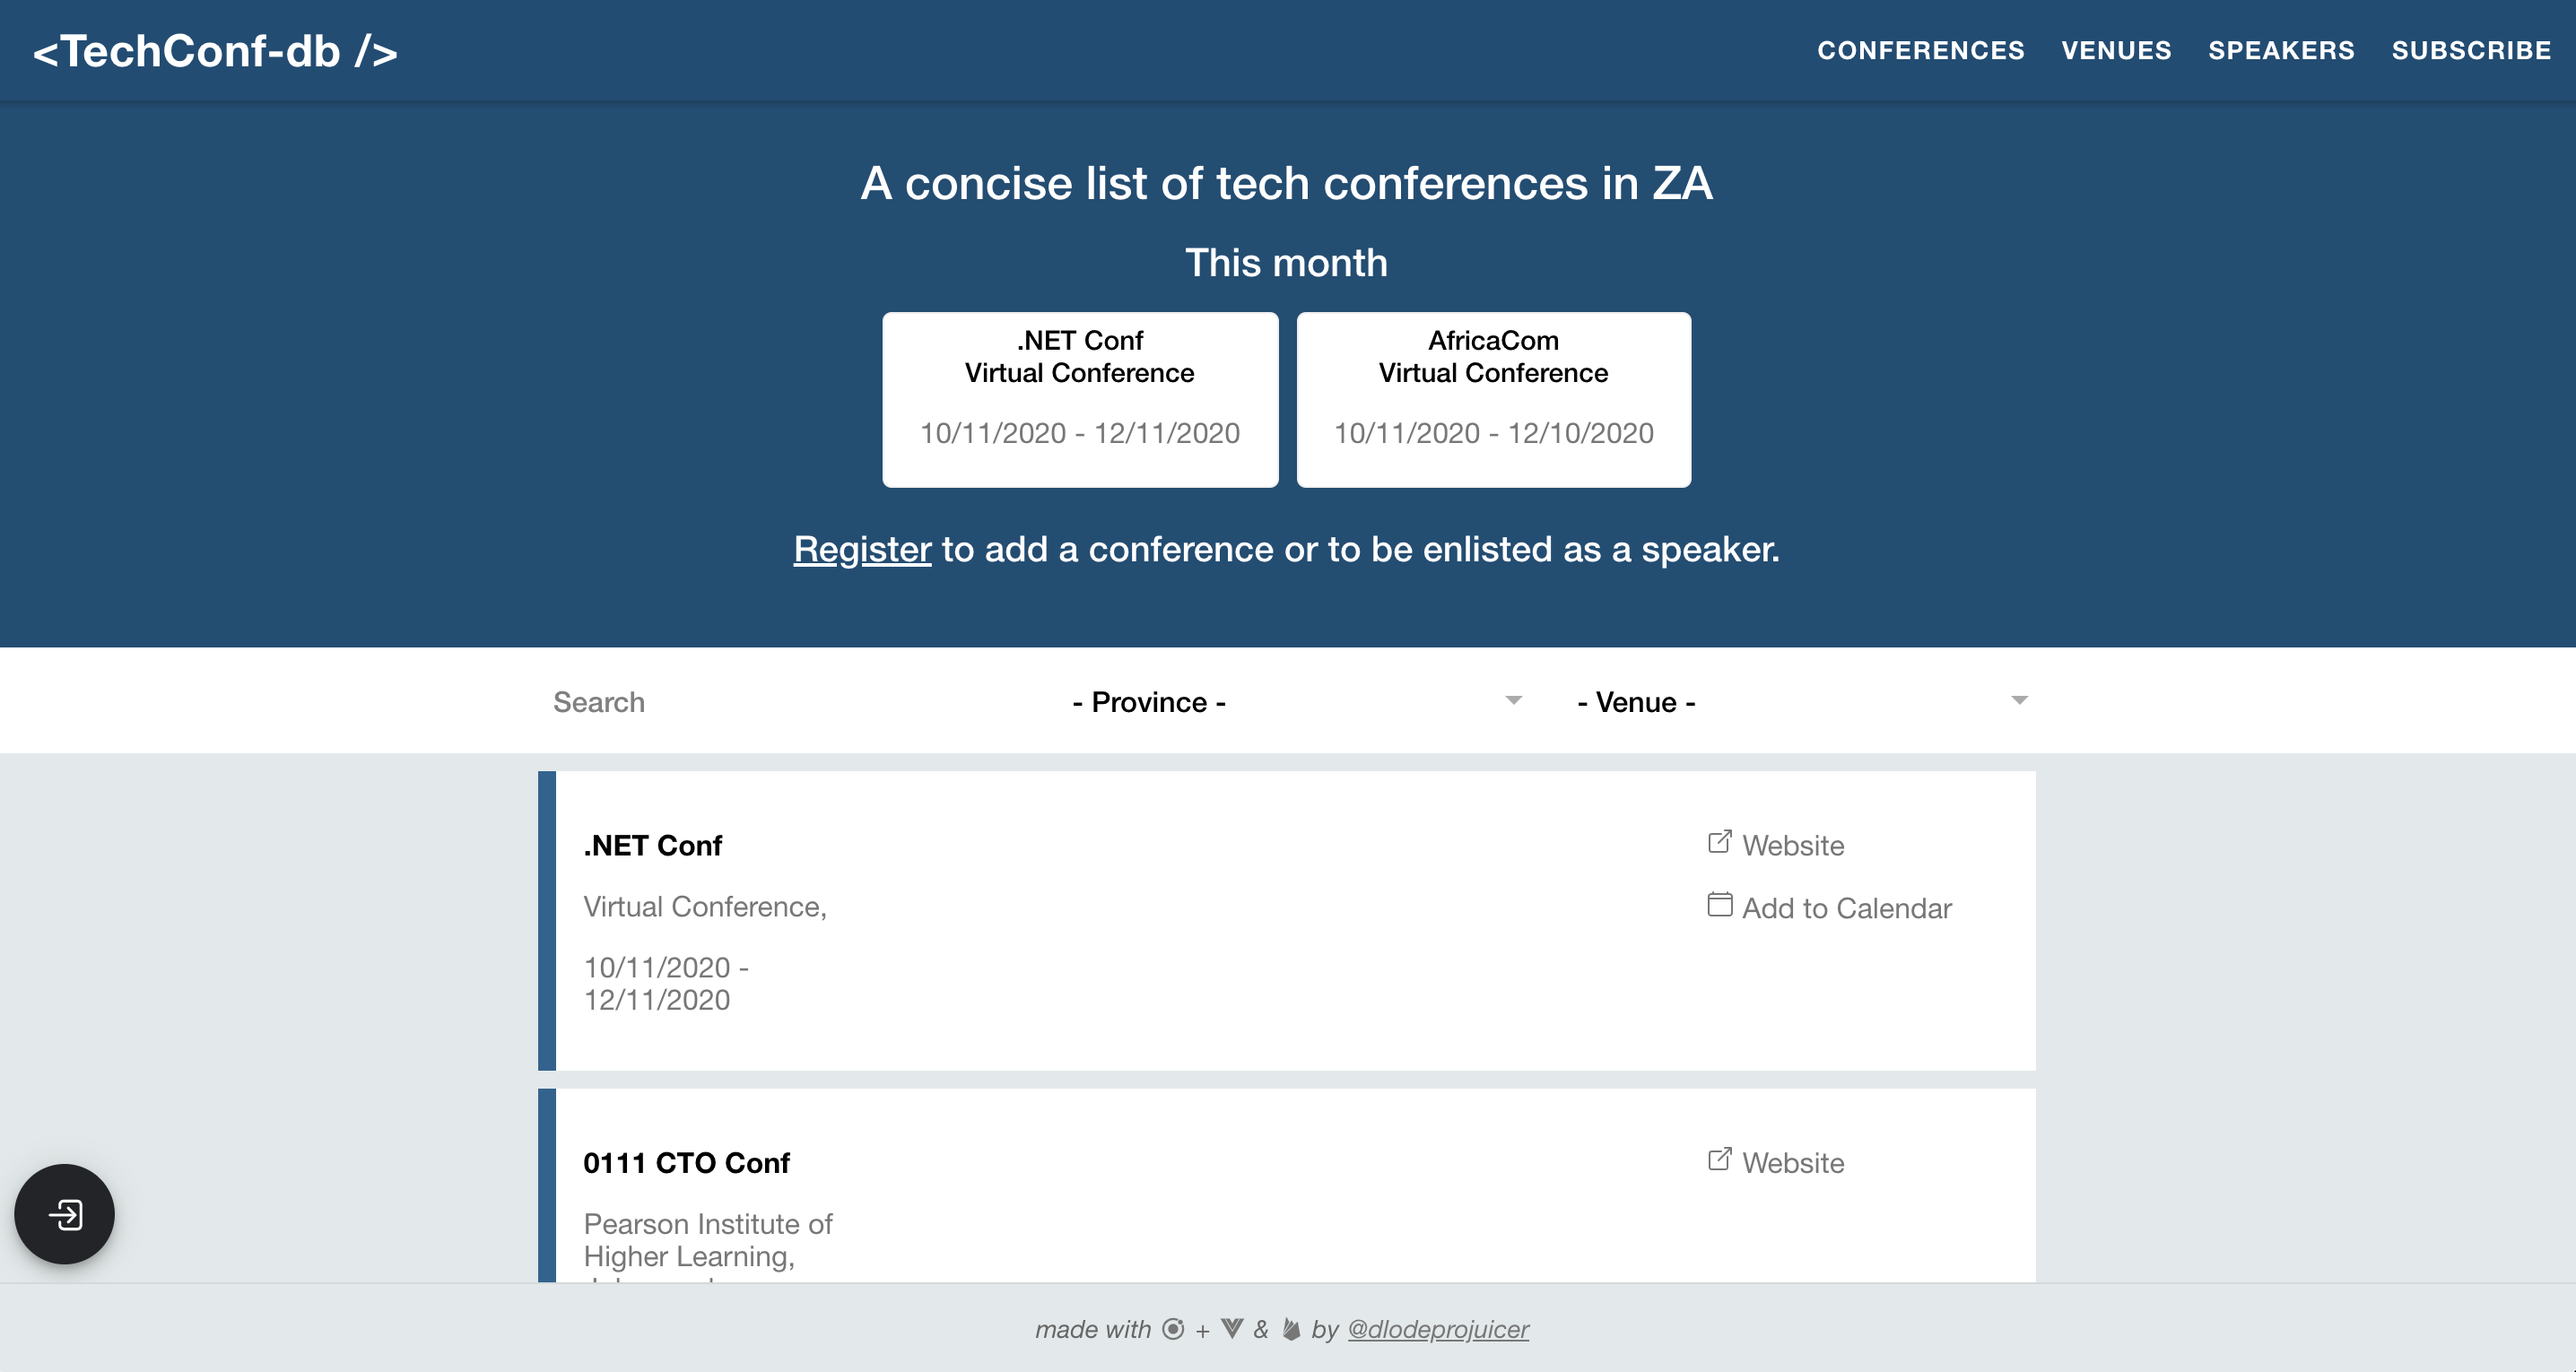 <TechConf-db />
CONFERENCES VENUES SPEAKERS SUBSCRIBE
A concise list of tech conferences in ZA
This month
.NET Conf
Virtual Conference
10/11/2020 - 12/11/2020
AfricaCom
Virtual Conference
10/11/2020 - 12/10/2020
Register to add a conference or to be enlisted as a speaker.
Search
- Province -
- Venue -
.NET Conf
Virtual Conference,
10/11/2020 -
12/11/2020
Website
Add to Calendar
0111 CTO Conf
Pearson Institute of
Higher Learning,
Website
made with + & by @dlodeprojuicer